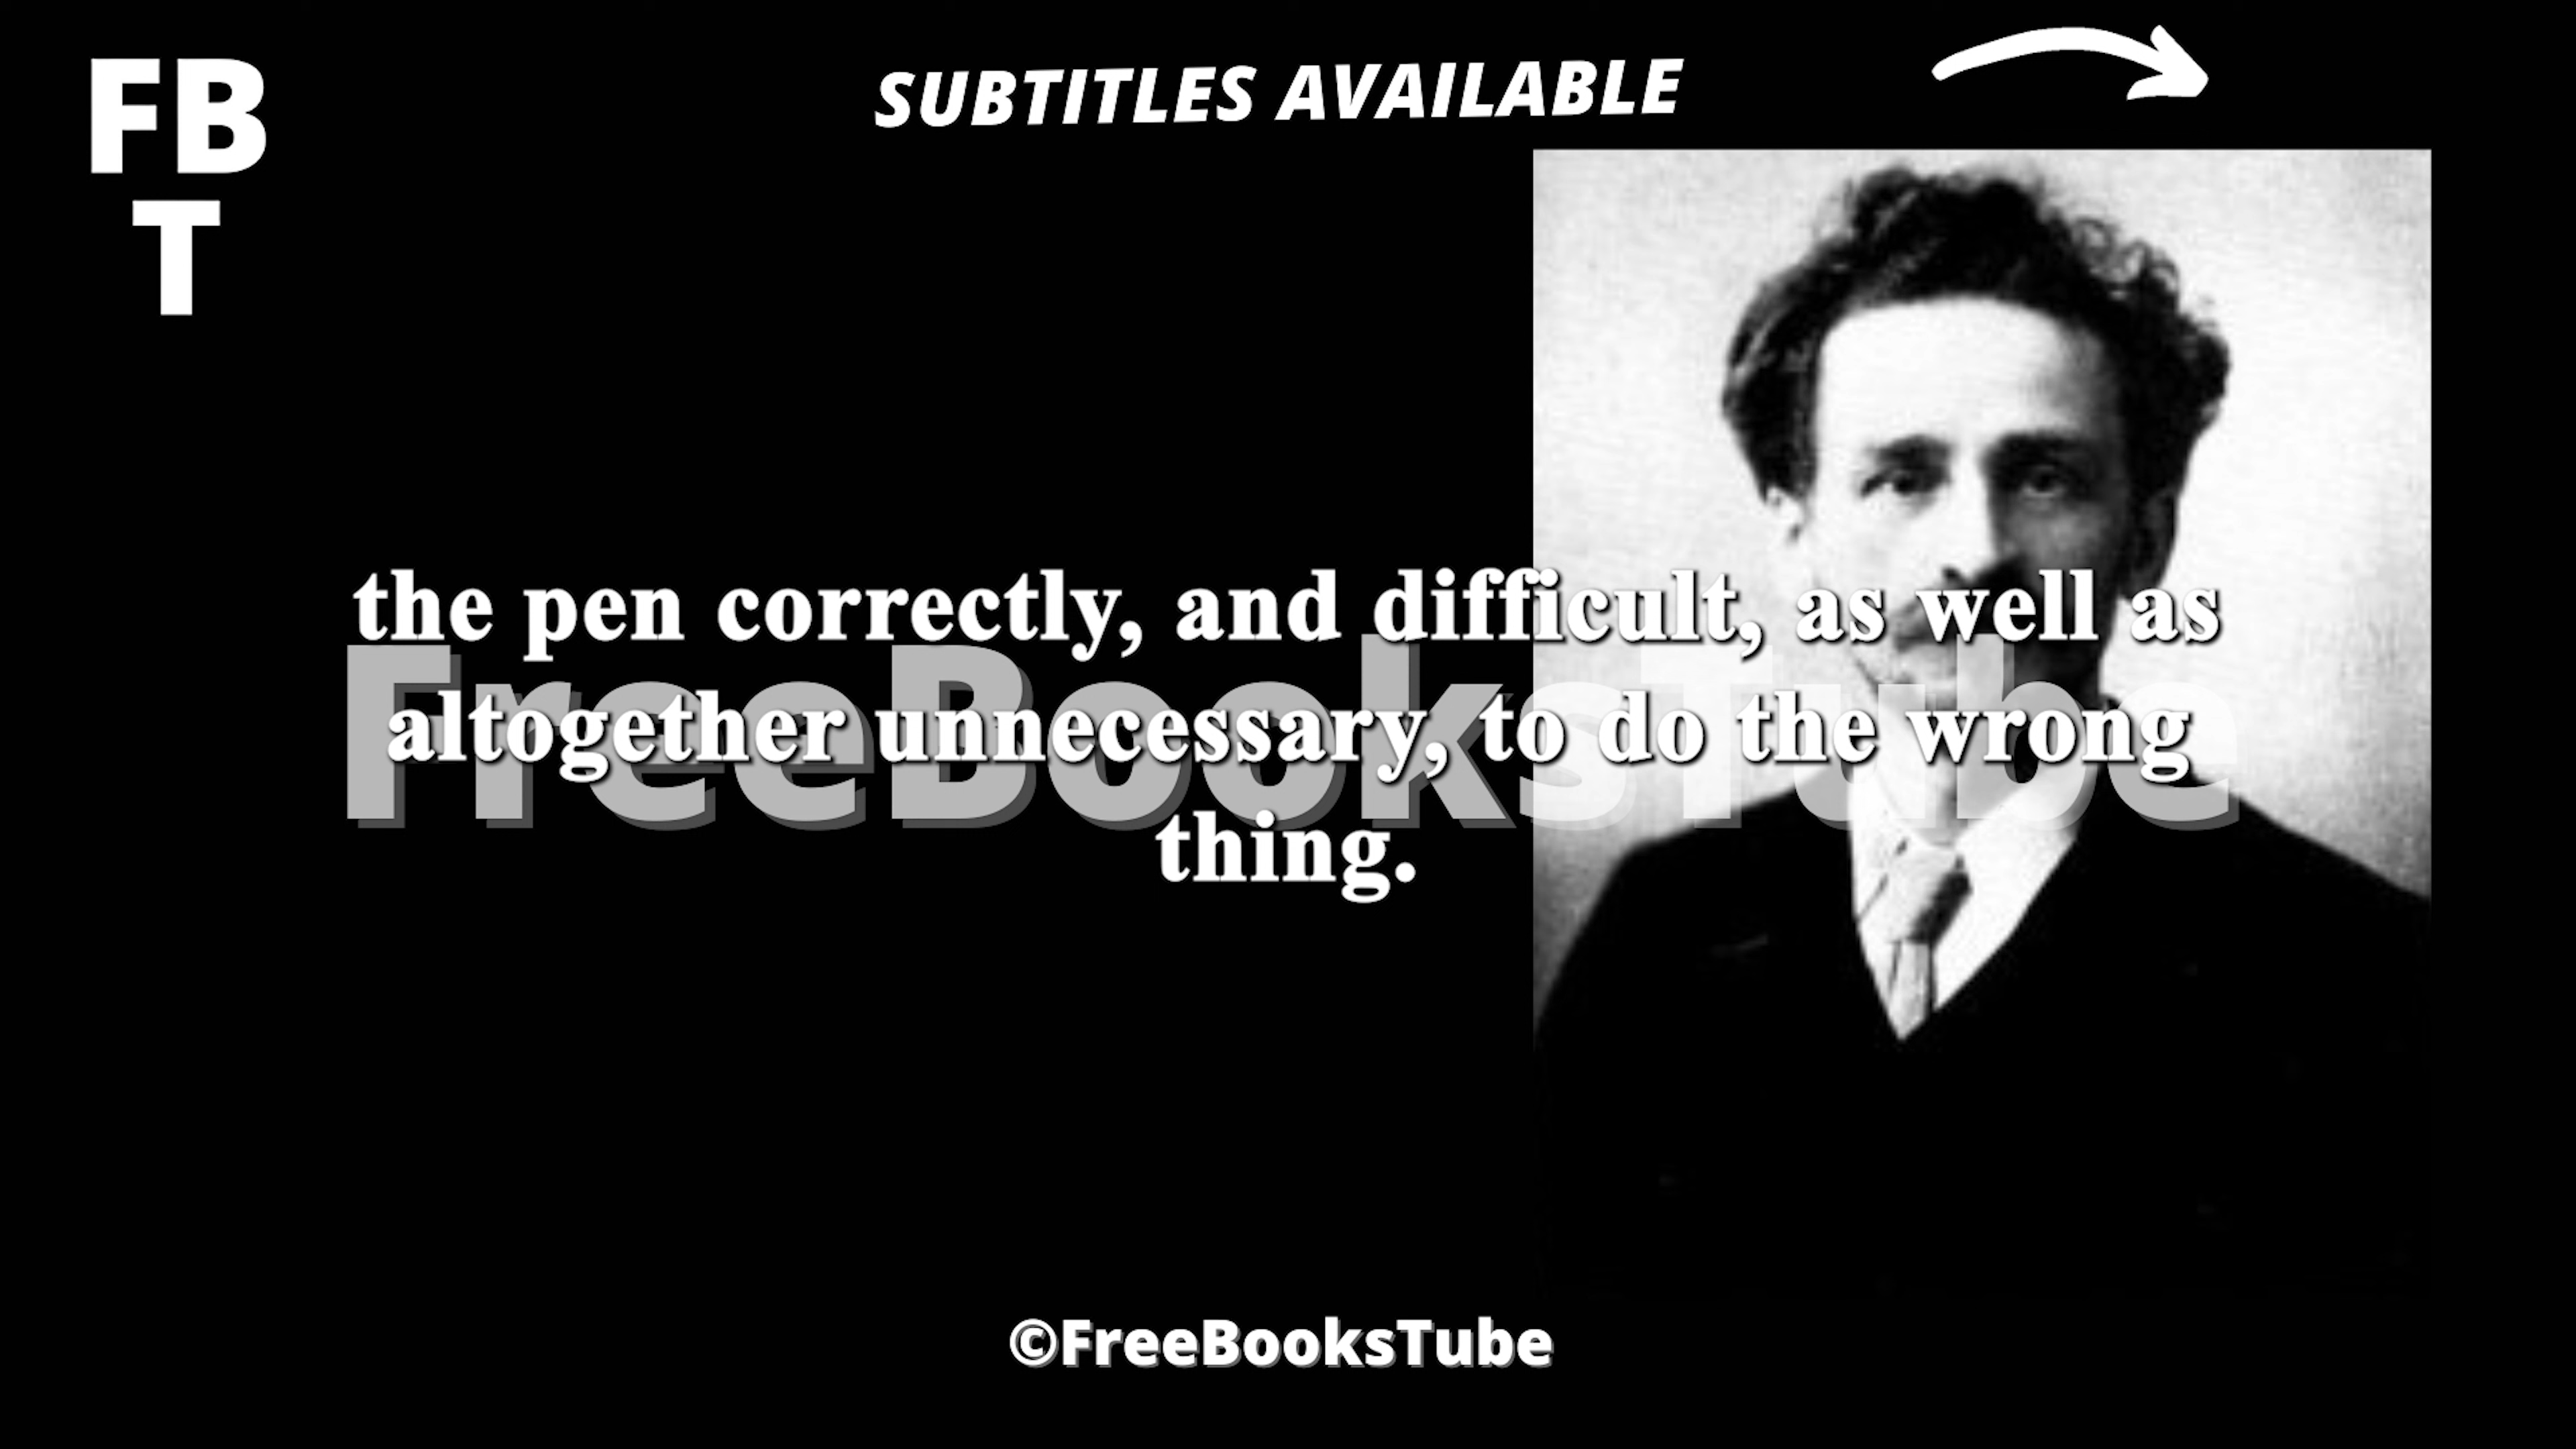 FB
T
SUBTITLES AVAILABLE
the pen correctly, and difficult, as well as
FreeBooksTube
altogether unnecessary, to do the wrong
thing.
©FreeBooksTube